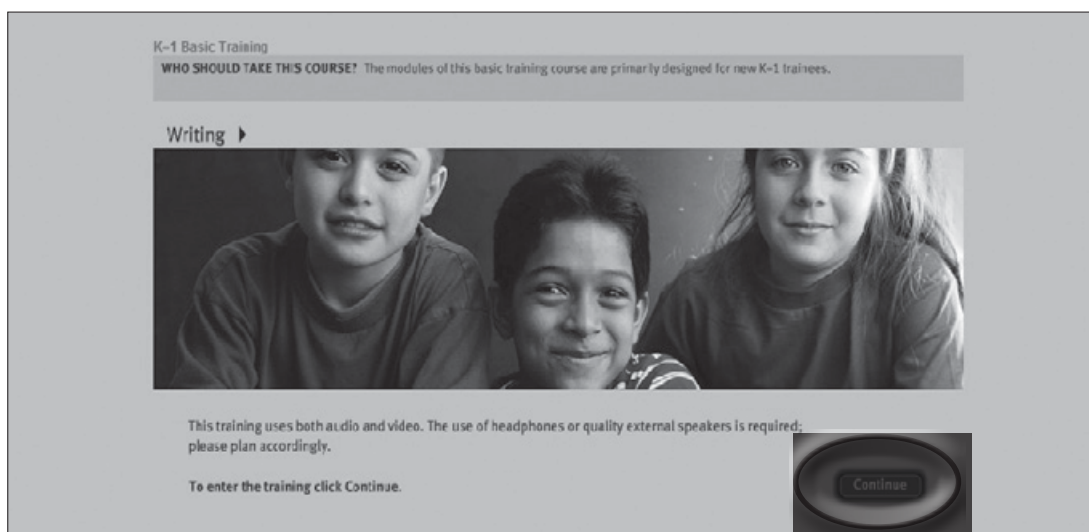 K–1 Basic Training
WHO SHOULD TAKE THIS COURSE? The modules of this basic training course are primarily designed for new K–1 trainees.
Writing
This training uses both audio and video. The use of headphones or quality external speakers is required;
please plan accordingly.
To enter the training click Continue.
Continue